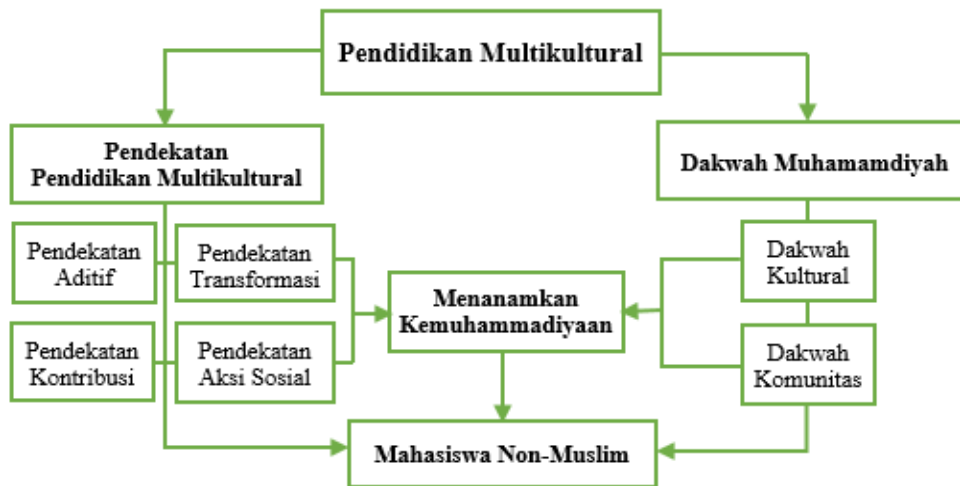 Pendidikan Multikultural
Pendekatan
Pendidikan Multikultural
Dakwah Muhamamdiyah
Pendekatan
Aditif
Pendekatan
Transformasi
Dakwah
Kultural
Menanamkan
Kemuhammadiyaan
Pendekatan
Kontribusi
Pendekatan
Aksi Sosial
Dakwah
Komunitas
Mahasiswa Non-Muslim